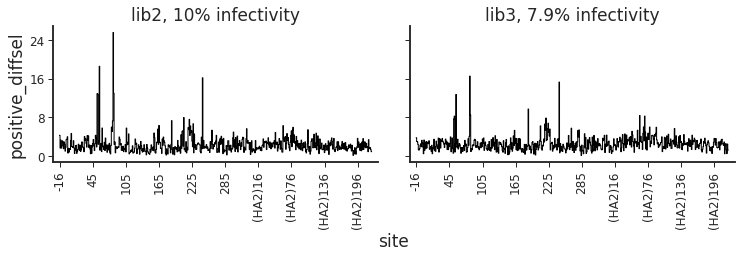 lib2, 10% infectivity
lib3, 7.9% infectivity
positive_diffsel
24
16
8
0
-16
45
105
165
225
285
(HA2)16
(HA2)76
(HA2)136
(HA2)196
-16
45
105
165
225
285
(HA2)16
(HA2)76
(HA2)136
(HA2)196
site